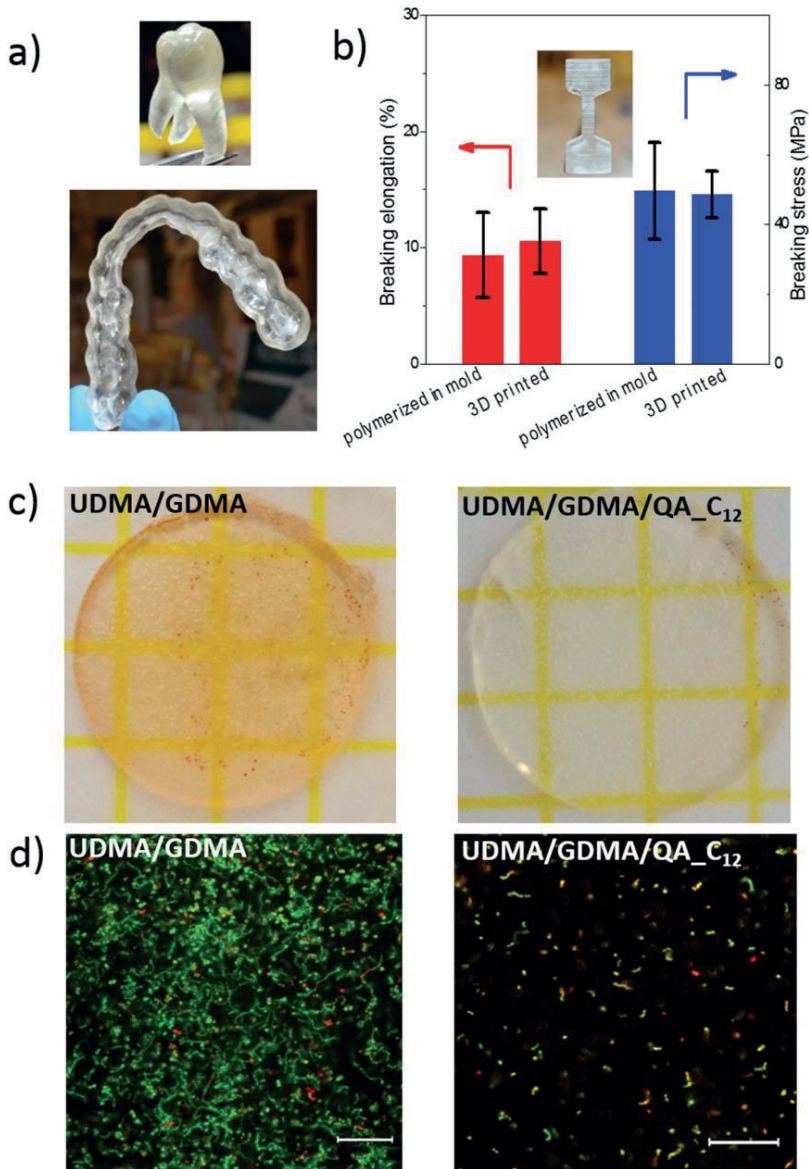 a)
b)
30
20
10
0
Breaking elongation (%)
80
40
0
Breaking stress (MPa)
polymerized in mold
3D printed
polymerized in mold
3D printed
c)
UDMA/GDMA
UDMA/GDMA/QA_C₁₂
d)
UDMA/GDMA
UDMA/GDMA/QA_C₁₂